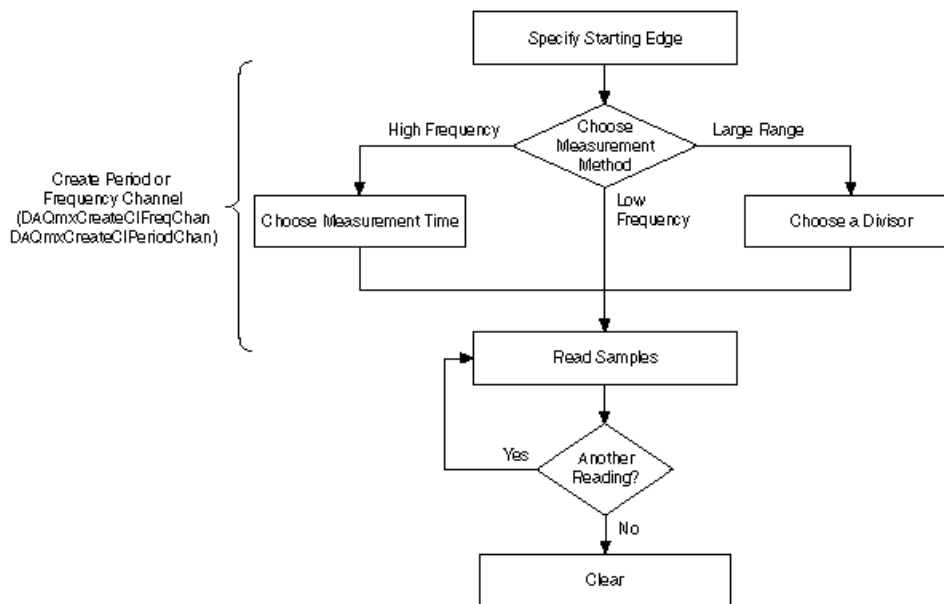 Specify Starting Edge
High Frequency
Choose
Measurement
Method
Large Range
Create Period or
Frequency Channel
(DAQmxCreateCIFreqChan
DAQmxCreateCIPeriodChan)
Choose Measurement Time
Low
Frequency
Choose a Divisor
Read Samples
Yes
Another
Reading?
No
Clear